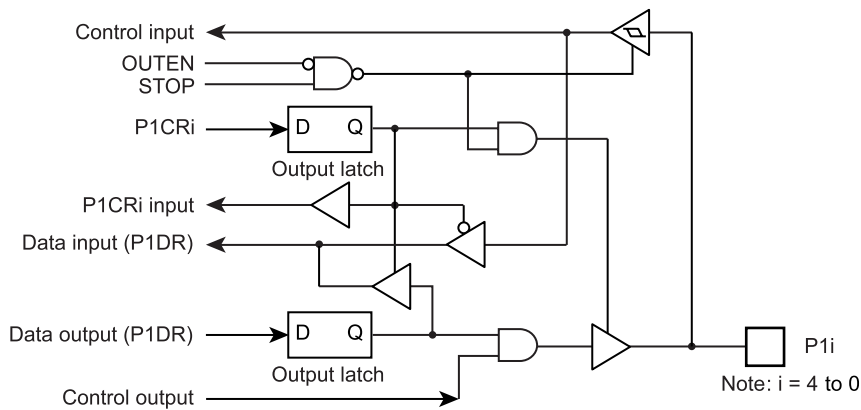 Control input
OUTEN
STOP
P1CRi
D Q
Output latch
P1CRi input
Data input (P1DR)
Data output (P1DR)
D Q
Output latch
P1i
Note: i = 4 to 0
Control output